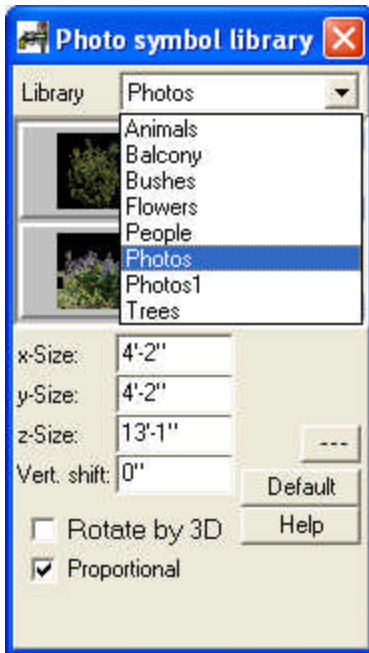 Photo symbol library
Library Photos
Animals
Balcony
Bushes
Flowers
People
Photos
Photos1
Trees
x-Size: 4'-2"
y-Size: 4'-2"
z-Size: 13'-1"
---
Vert. shift: 0"
Default
Rotate by 3D
Help
Proportional